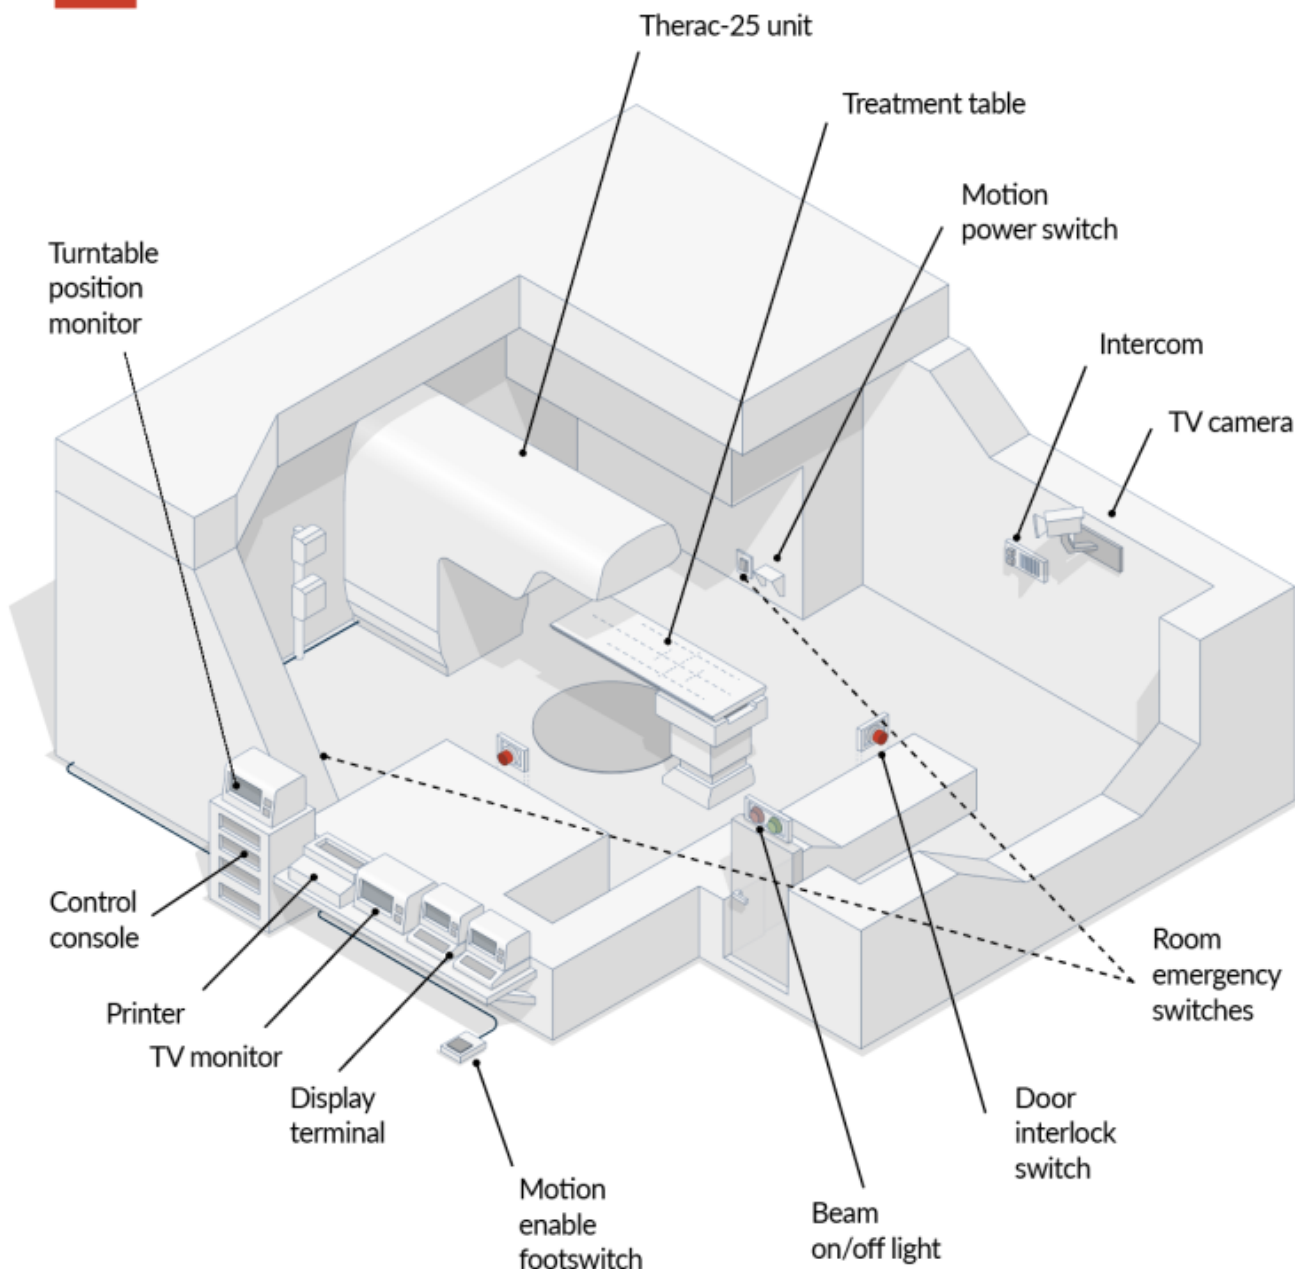 Therac-25 unit
Treatment table
Motion
power switch
Turntable
position
monitor
Intercom
TV camera
Control
console
Printer
TV monitor
Display
terminal
Motion
enable
footswitch
Beam
on/off light
Door
interlock
switch
Room
emergency
switches